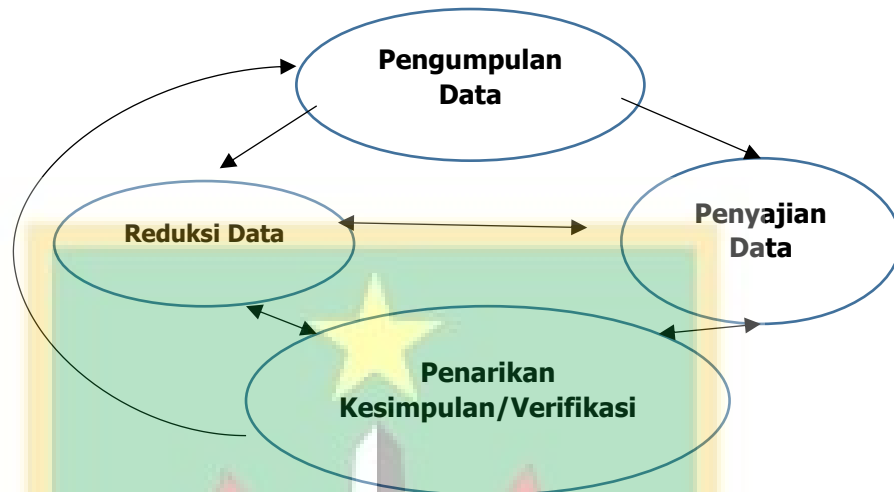 Pengumpulan
Data
Reduksi Data
Penyajian
Data
Penarikan
Kesimpulan/Verifikasi